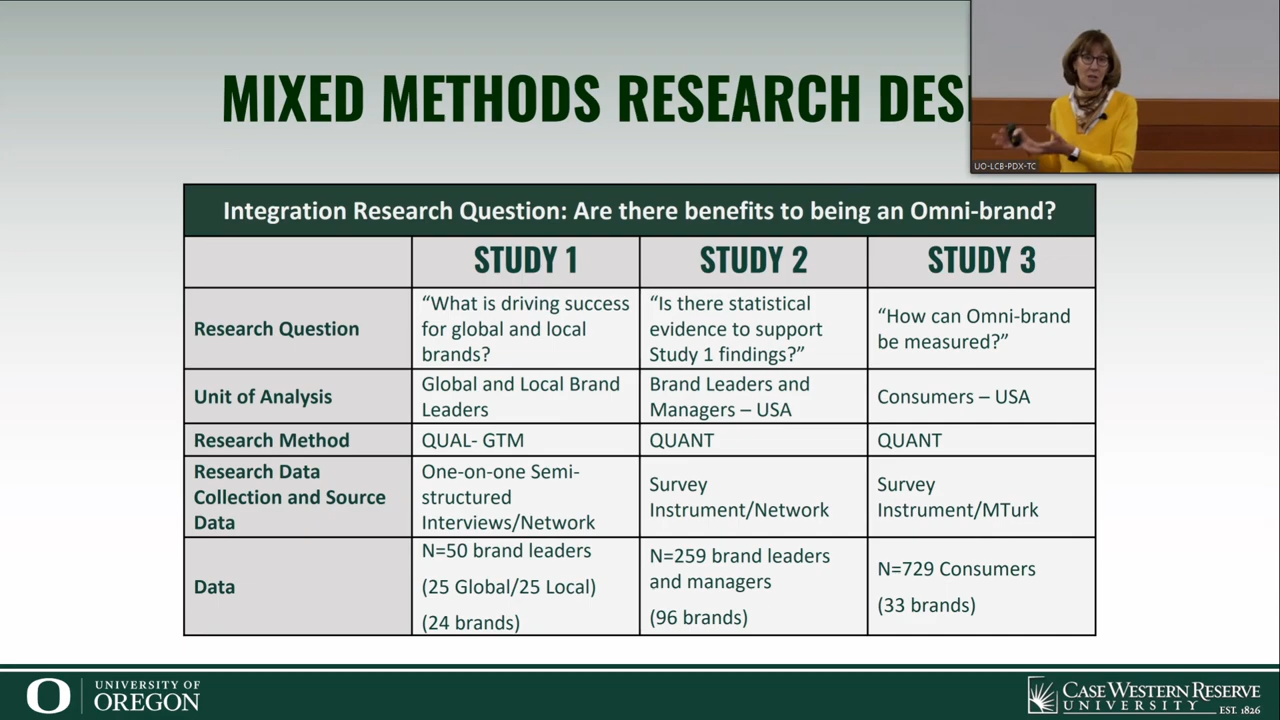 MIXED METHODS RESEARCH DES
UO-LCB-PDX-TC
Integration Research Question: Are there benefits to being an Omni-brand?
STUDY 1
STUDY 2
STUDY 3
Research Question
“What is driving success
for global and local
brands?
“Is there statistical
evidence to support
Study 1 findings?”
“How can Omni-brand
be measured?”
Unit of Analysis
Global and Local Brand
Leaders
Brand Leaders and
Managers – USA
Consumers – USA
Research Method
QUAL- GTM
QUANT
QUANT
Research Data
Collection and Source
Data
One-on-one Semi-
structured
Interviews/Network
Survey
Instrument/Network
Survey
Instrument/MTurk
Data
N=50 brand leaders
(25 Global/25 Local)
(24 brands)
N=259 brand leaders
and managers
(96 brands)
N=729 Consumers
(33 brands)
O
UNIVERSITY OF
OREGON
CASE WESTERN RESERVE
UNIVERSITY
EST. 1826